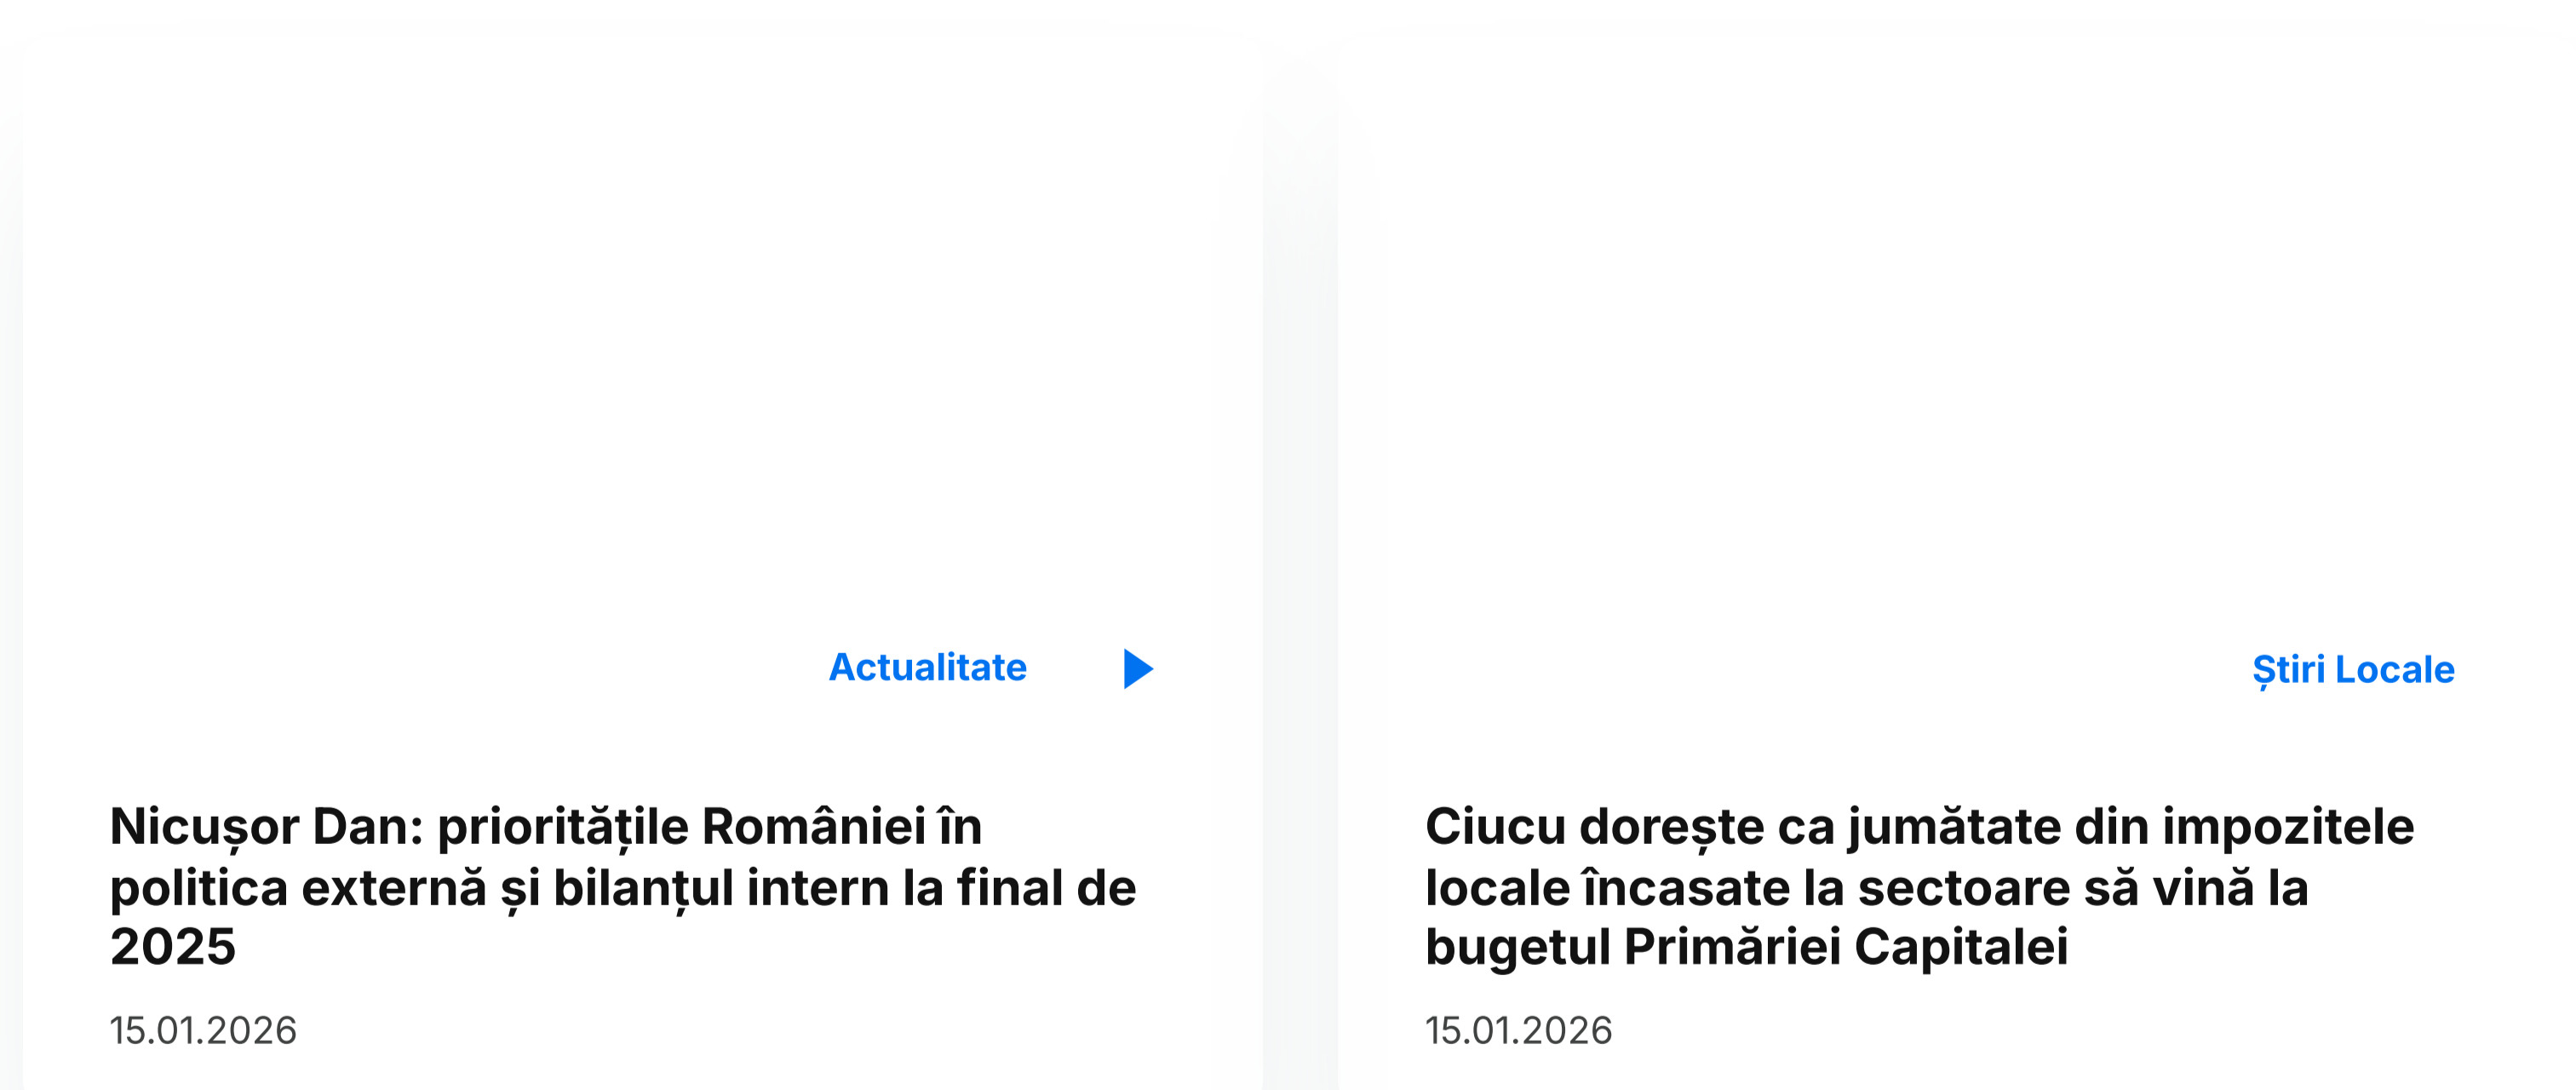 Actualitate
Nicușor Dan: prioritățile României în
politica externă și bilanțul intern la final de
2025
15.01.2026
Știri Locale
Ciucu dorește ca jumătate din impozitele
locale încasate la sectoare să vină la
bugetul Primăriei Capitalei
15.01.2026